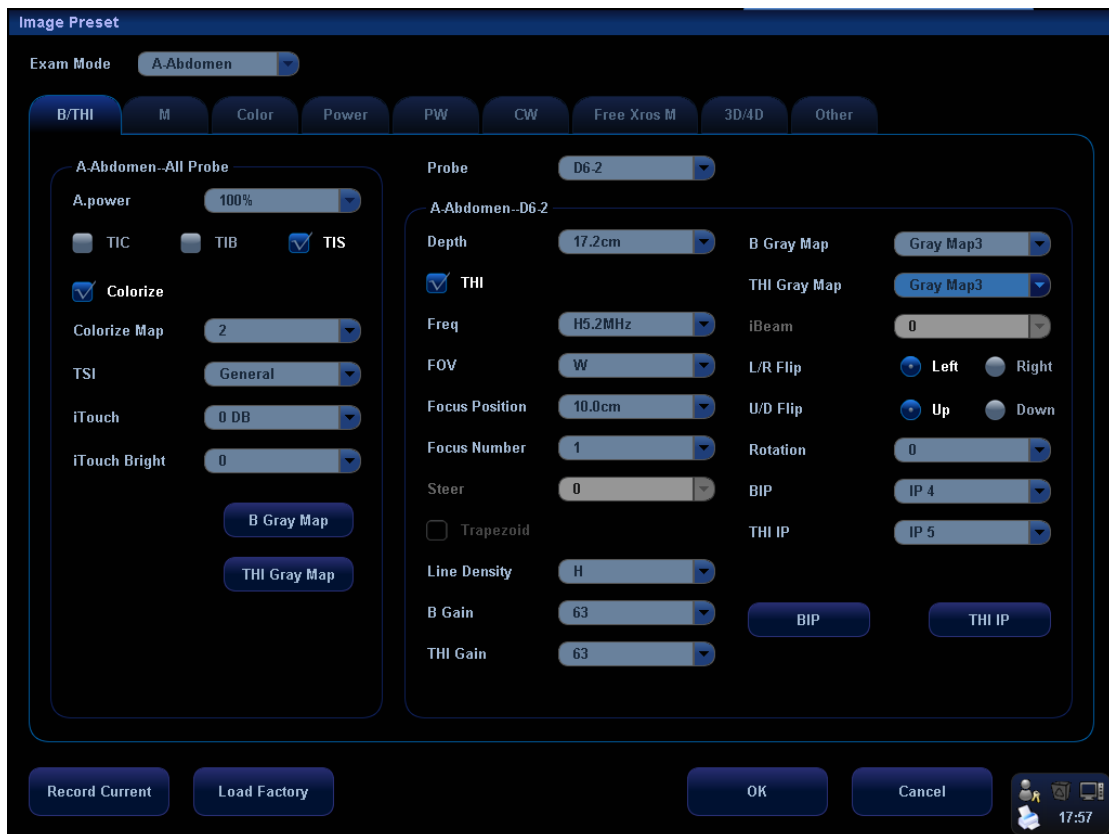 Image Preset
Exam Mode A-Abdomen
B/THI M Color Power PW CW Free Xros M 3D/4D Other
A-Abdomen--All Probe
A.power 100%
TIC TIB TIS
Colorize
Colorize Map 2
TSI General
iTouch 0 DB
iTouch Bright 0
B Gray Map
THI Gray Map
Probe D6-2
A-Abdomen--D6-2
Depth 17.2cm
THI
Freq H5.2MHz
FOV W
Focus Position 10.0cm
Focus Number 1
Steer 0
Trapezoid
Line Density H
B Gain 63
THI Gain 63
B Gray Map Gray Map3
THI Gray Map Gray Map3
iBeam 0
L/R Flip Left Right
U/D Flip Up Down
Rotation 0
BIP IP 4
THI IP IP 5
BIP THI IP
Record Current Load Factory OK Cancel
17:57